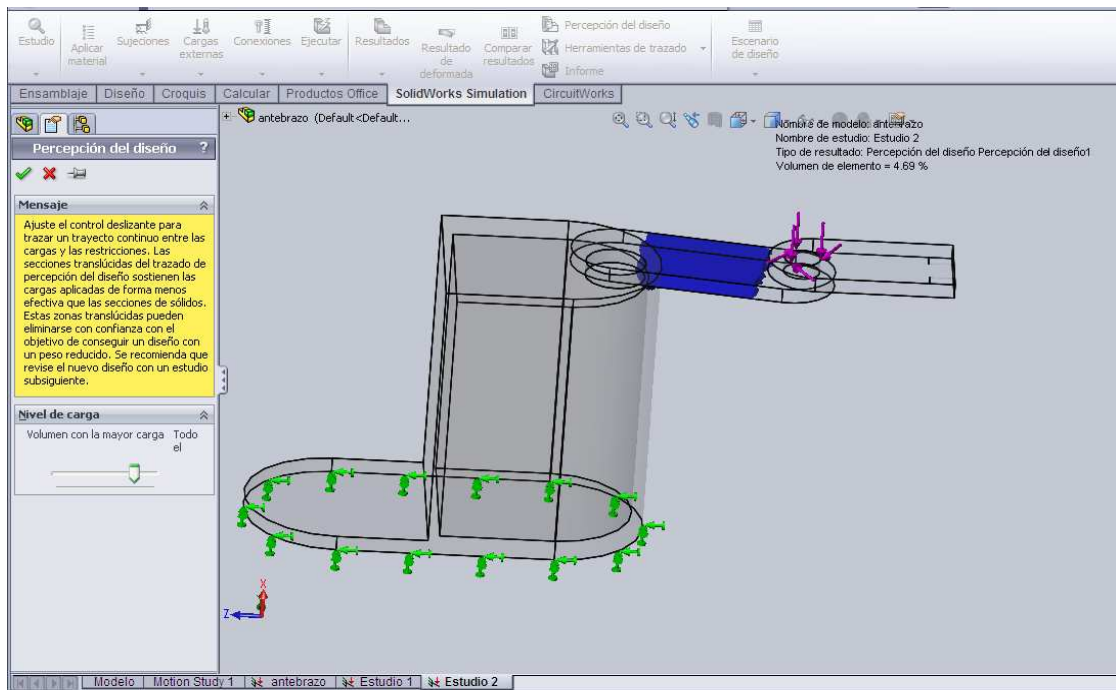 Estudio
Aplicar material
Sujeciones
Cargas externas
Conexiones
Ejecutar
Resultados
Resultado de deformada
Comparar resultados
Percepción del diseño
Herramientas de trazado
Informe
Escenario de diseño
Ensamblaje
Diseño
Croquis
Calcular
Productos Office
SolidWorks Simulation
CircuitWorks
antebrazo (Default<Default...
Nombre de modelo: antebrazo
Nombre de estudio: Estudio 2
Tipo de resultado: Percepción del diseño Percepción del diseño1
Volumen de elemento = 4.69 %
Percepción del diseño ?
Mensaje
Ajuste el control deslizante para
trazar un trayecto continuo entre las
cargas y las restricciones. Las
secciones translúcidas del trazado de
percepción del diseño sostienen las
cargas aplicadas de forma menos
efectiva que las secciones de sólidos.
Estas zonas translúcidas pueden
eliminarse con confianza con el
objetivo de conseguir un diseño con
un peso reducido. Se recomienda que
revise el nuevo diseño con un estudio
subsiguiente.
Nivel de carga
Volumen con la mayor carga
Todo el
X
Z
Modelo
Motion Study 1
antebrazo
Estudio 1
Estudio 2